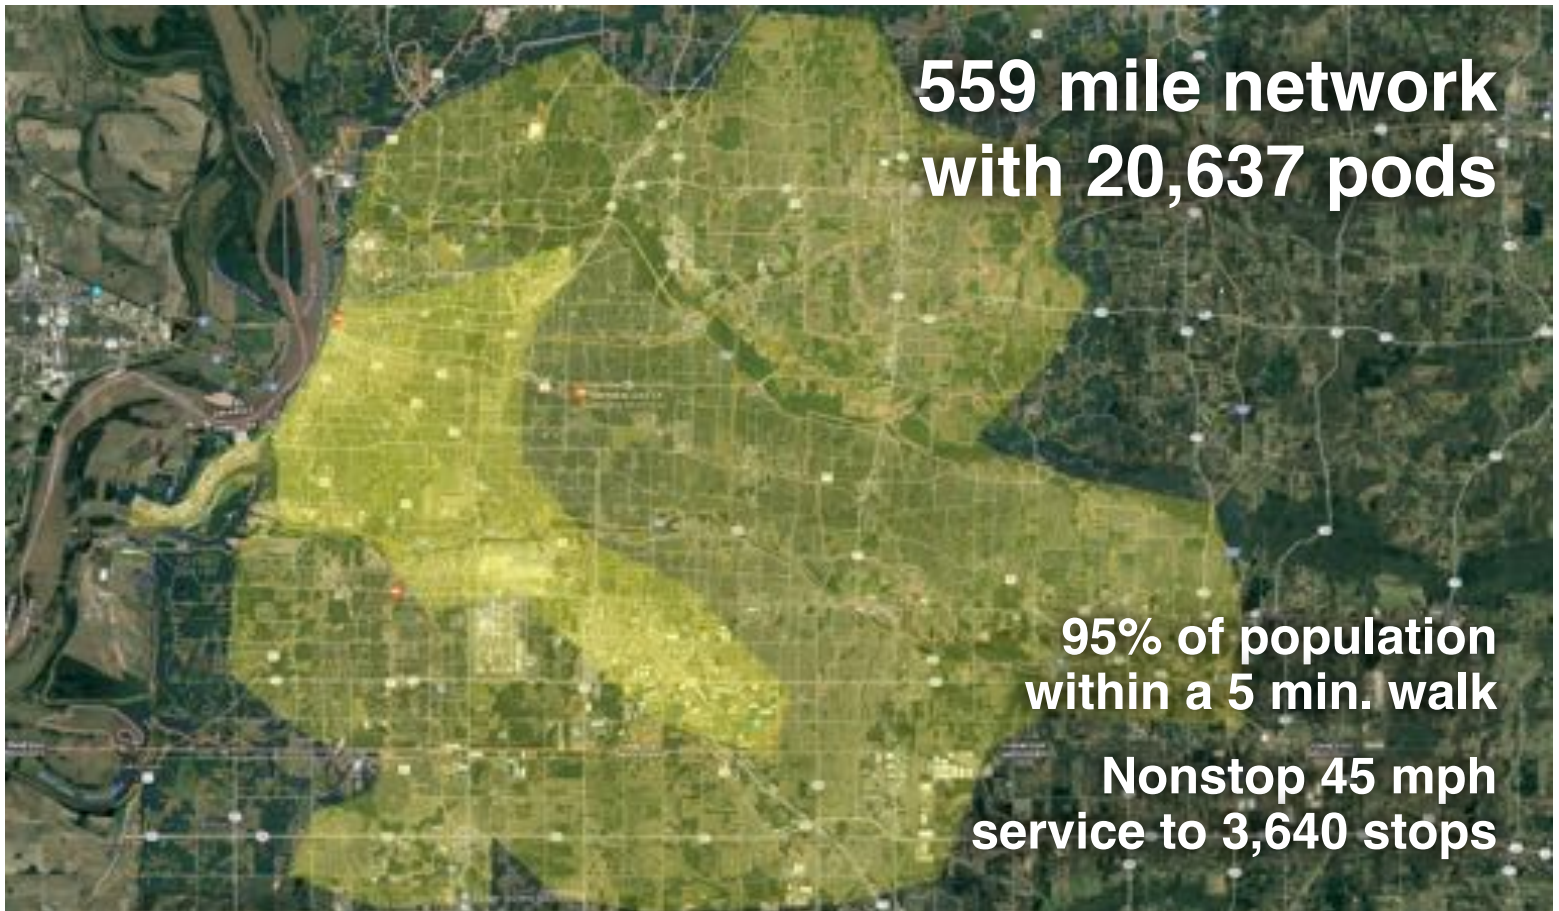 559 mile network
with 20,637 pods
95% of population
within a 5 min. walk
Nonstop 45 mph
service to 3,640 stops